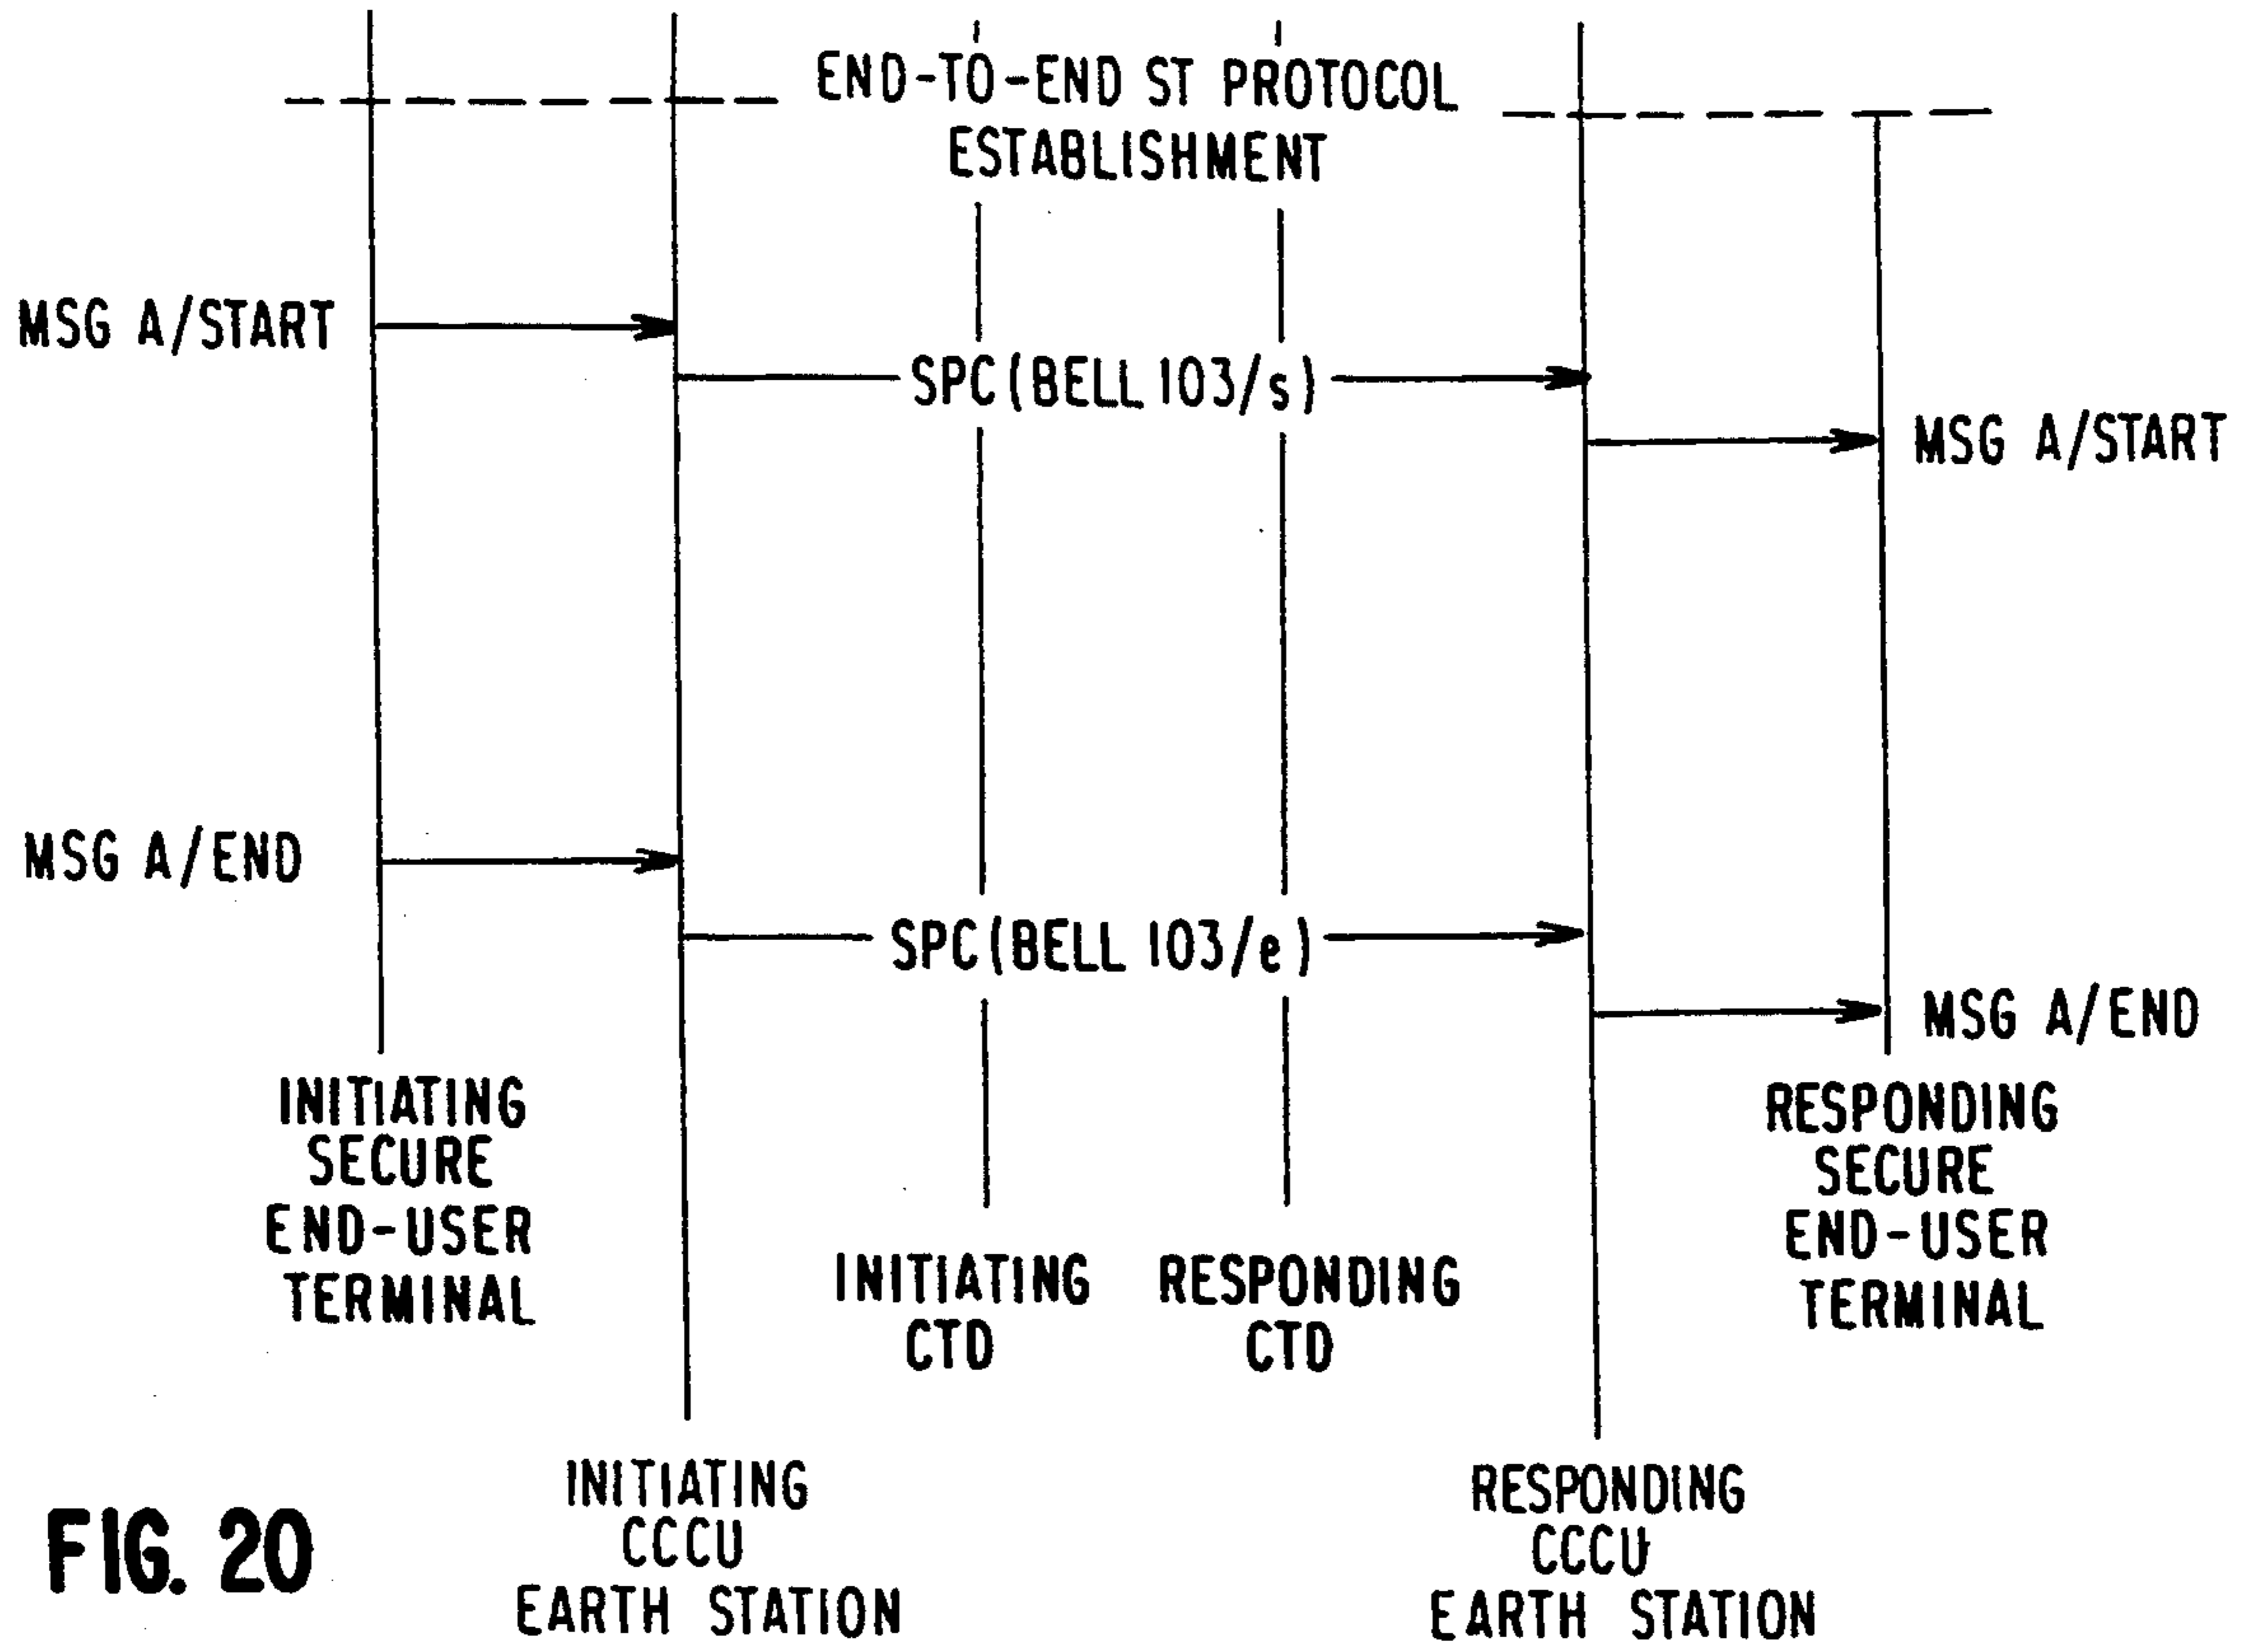 END-TO-END ST PROTOCOL
ESTABLISHMENT
MSG A/START
SPC(BELL 103/s)
MSG A/START
MSG A/END
SPC(BELL 103/e)
MSG A/END
INITIATING
SECURE
END-USER
TERMINAL
RESPONDING
SECURE
END-USER
TERMINAL
INITIATING
CTD
RESPONDING
CTD
INITIATING
CCCU
EARTH STATION
RESPONDING
CCCU
EARTH STATION
FIG. 20